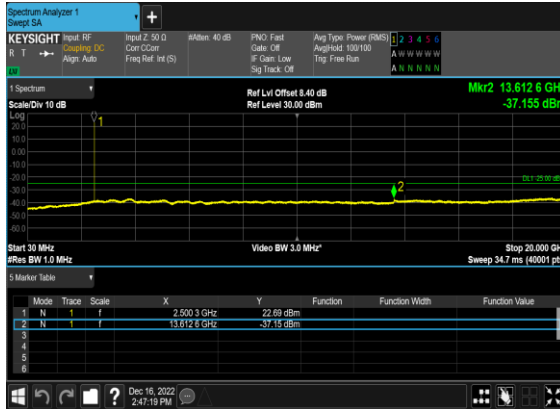 Spectrum Analyzer 1
Swept SA
+
KEYSIGHT Input: RF Input Z: 50 Ω #Atten: 40 dB PNO: Fast Avg Type: Power (RMS) 1 2 3 4 5 6
R T Coupling: DC Corr CCorr Gate: Off Avg|Hold: 100/100 A W W W W W
Align: Auto Freq Ref: Int (S) IF Gain: Low Trig: Free Run
LU Sig Track: Off A N N N N N
1 Spectrum Ref Lvl Offset 8.40 dB Mkr2 13.612 6 GH
Scale/Div 10 dB Ref Level 30.00 dBm -37.155 dBr
Log
1
20.0
10.0
0.00
-10.0
-20.0 DL1 -25.00 dB
-30.0 2
-40.0
-50.0
-60.0
Start 30 MHz Video BW 3.0 MHz* Stop 20.000 GH
#Res BW 1.0 MHz Sweep 34.7 ms (40001 pt
5 Marker Table
Mode Trace Scale X Y Function Function Width Function Value
1 N 1 f 2.500 3 GHz 22.69 dBm
2 N 1 f 13.612 6 GHz -37.15 dBm
3
4
5
6
? Dec 16, 2022
2:47:19 PM